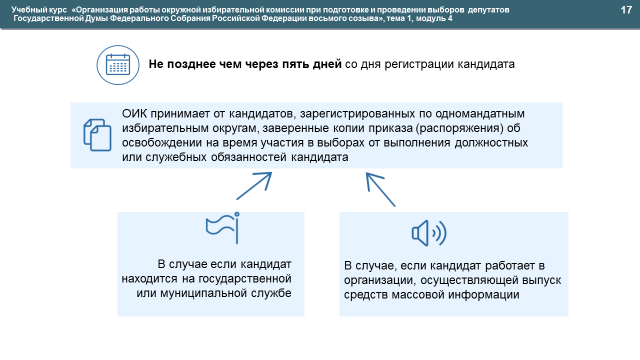 Учебный курс «Организация работы окружной избирательной комиссии при подготовке и проведении выборов депутатов
Государственной Думы Федерального Собрания Российской Федерации восьмого созыва», тема 1, модуль 4
17
Не позднее чем через пять дней со дня регистрации кандидата
ОИК принимает от кандидатов, зарегистрированных по одномандатным
избирательным округам, заверенные копии приказа (распоряжения) об
освобождении на время участия в выборах от выполнения должностных
или служебных обязанностей кандидата
В случае если кандидат
находится на государственной
или муниципальной службе
В случае, если кандидат работает в
организации, осуществляющей выпуск
средств массовой информации